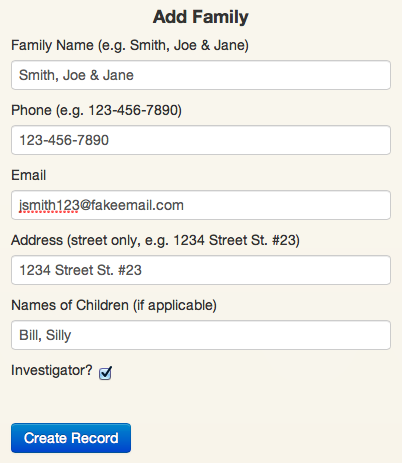 Add Family
Family Name (e.g. Smith, Joe & Jane)
Smith, Joe & Jane
Phone (e.g. 123-456-7890)
123-456-7890
Email
jsmith123@fakeemail.com
Address (street only, e.g. 1234 Street St. #23)
1234 Street St. #23
Names of Children (if applicable)
Bill, Silly
Investigator?
Create Record